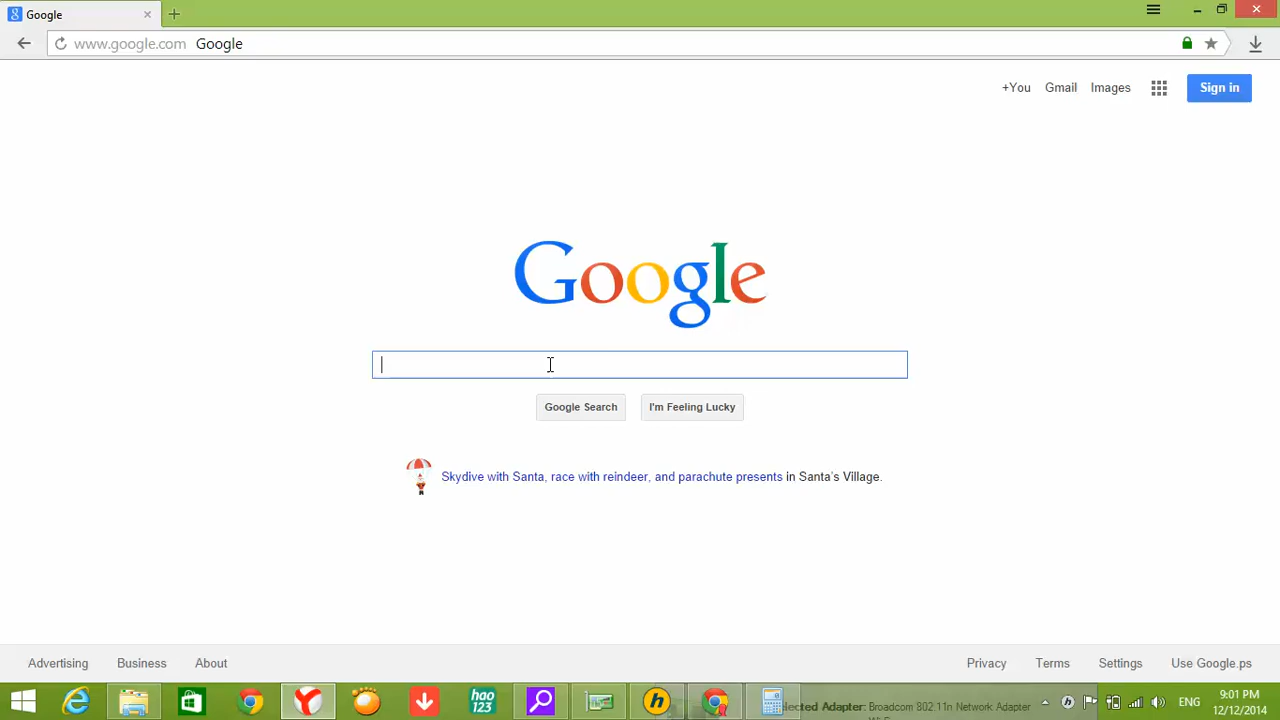 Google
www.google.com Google
+You Gmail Images Sign in
Google
Google Search I'm Feeling Lucky
Skydive with Santa, race with reindeer, and parachute presents in Santa's Village.
Advertising Business About Privacy Terms Settings Use Google.ps
hao
123
ENG
9:01 PM
12/12/2014
elected Adapter: Broadcom 802.11n Network Adapter